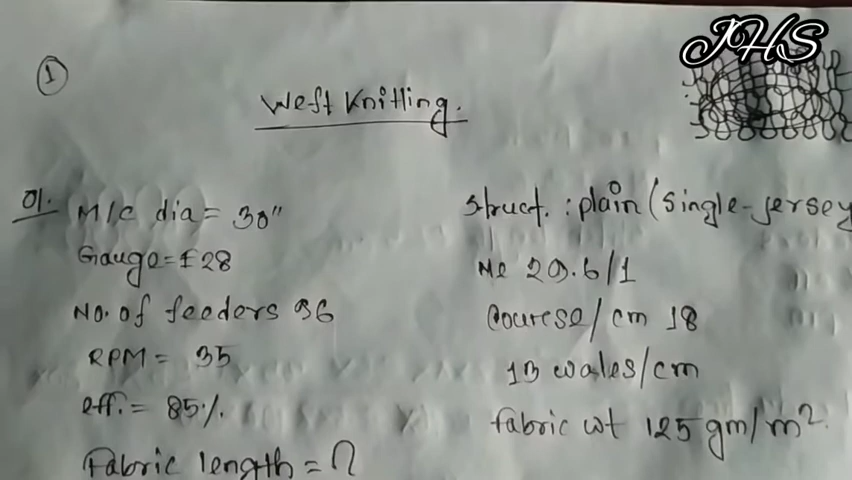 JHS
1
Weft Knitting.
01. M/C dia = 30"
Gauge = E28
No. of feeders 96
RPM = 35
eff. = 85%
Fabric length = ?
Struct. : plain (single-jersey
Ne 29.6/1
Course/cm 18
13 wales/cm
fabric wt 125 gm/m².